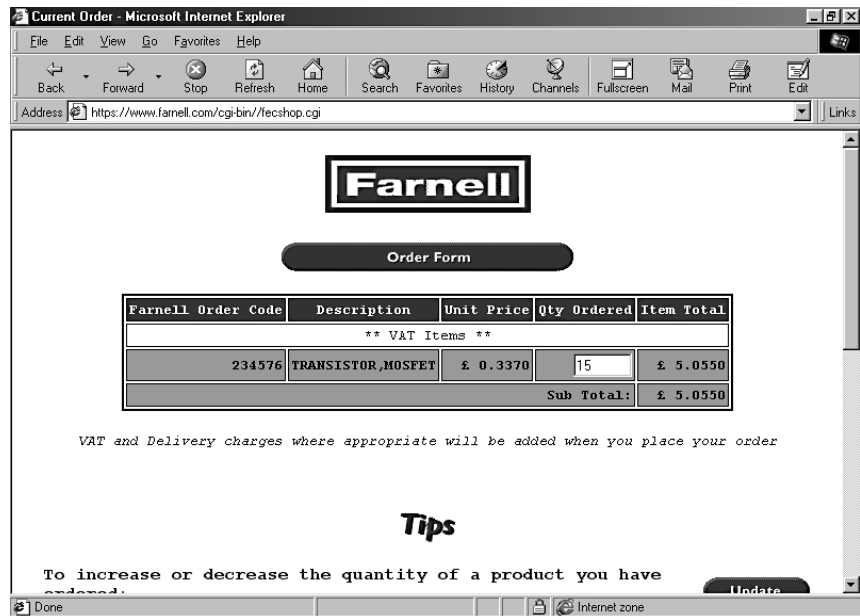 Current Order - Microsoft Internet Explorer
File Edit View Go Favorites Help
Back Forward Stop Refresh Home Search Favorites History Channels Fullscreen Mail Print Edit
Address https://www.farnell.com/cgi-bin//fecshop.cgi Links
Farnell
Order Form
Farnell Order Code Description Unit Price Qty Ordered Item Total
** VAT Items **
234576 TRANSISTOR,MOSFET £ 0.3370 15 £ 5.0550
Sub Total: £ 5.0550
VAT and Delivery charges where appropriate will be added when you place your order
Tips
To increase or decrease the quantity of a product you have
ordered: Update
Done Internet zone